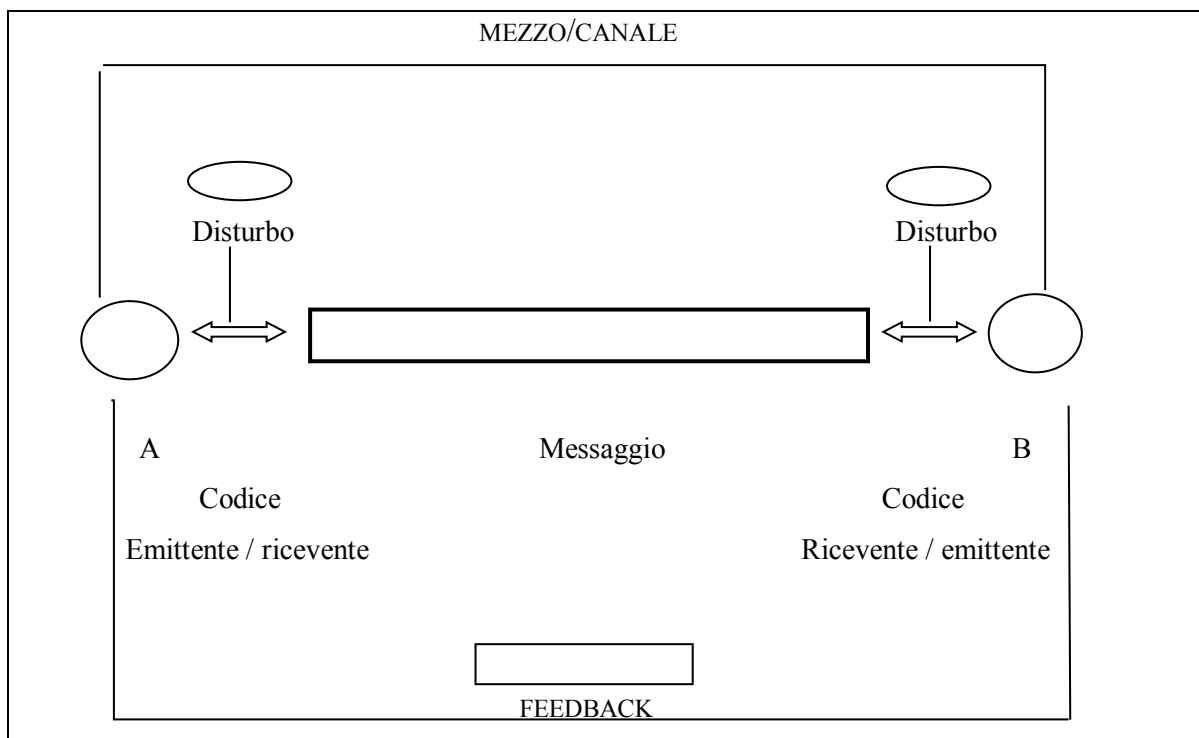 MEZZO/CANALE
Disturbo Disturbo
A Messaggio B
Codice Codice
Emittente / ricevente Ricevente / emittente
FEEDBACK